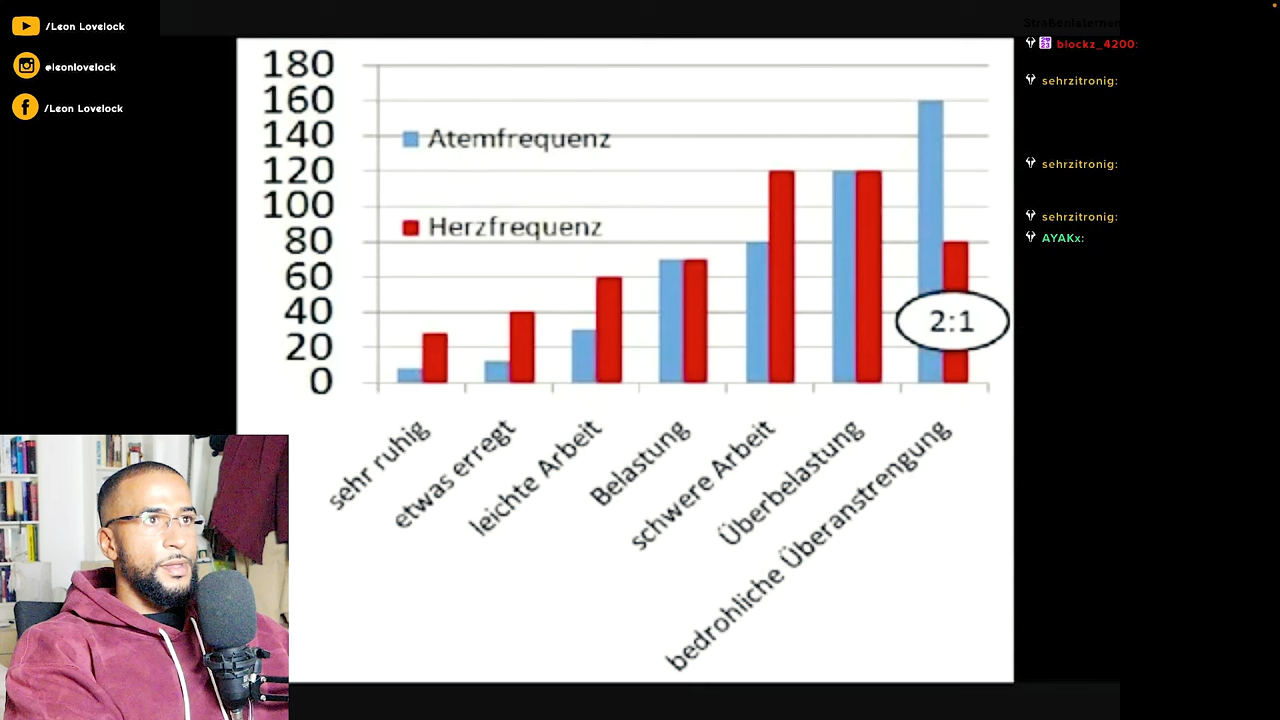 /Leon Lovelock
@leonlovelock
/Leon Lovelock
180
160
140
120
100
80
60
40
20
0
Atemfrequenz
Herzfrequenz
2:1
sehr ruhig
etwas erregt
leichte Arbeit
Belastung
schwere Arbeit
Überbelastung
bedrohliche Überanstrengung
Straßenlaternen
blockz_4200:
sehrzitronig:
sehrzitronig:
sehrzitronig:
AYAKx: